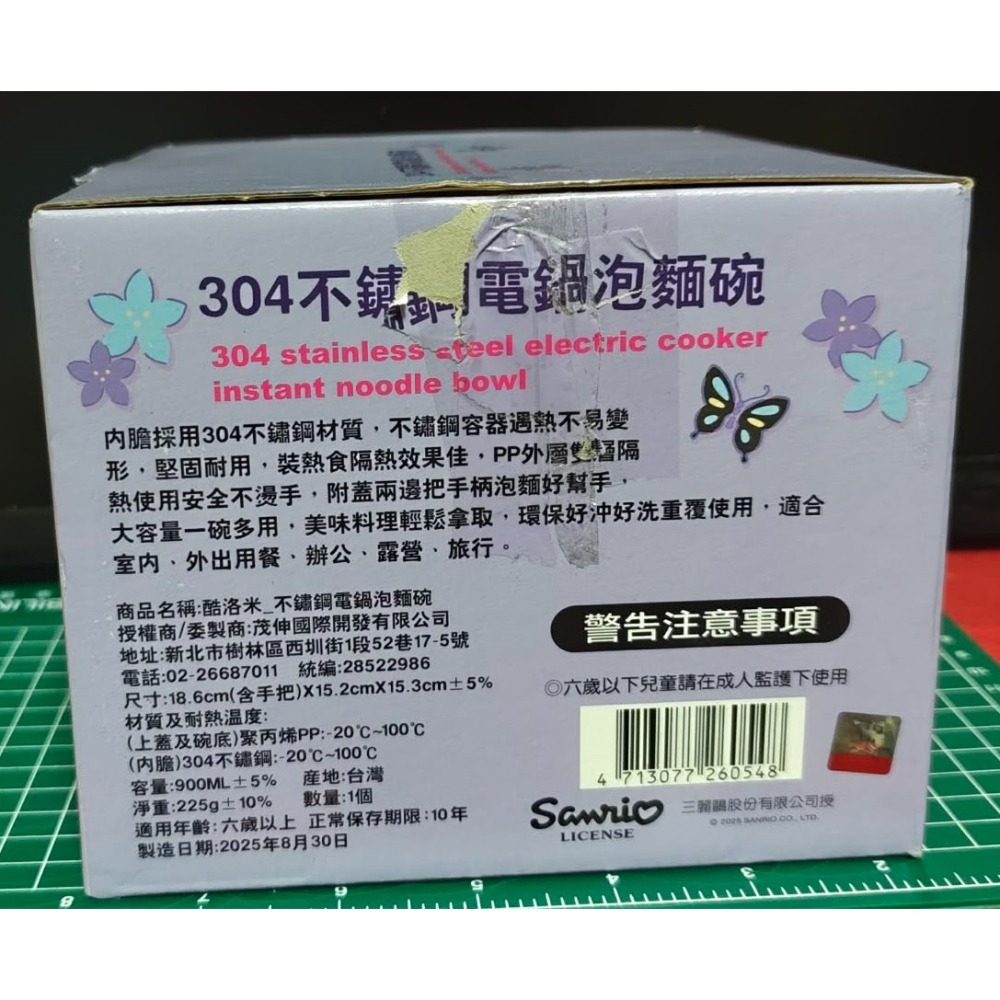 304不鏽鋼電鍋泡麵碗
304 stainless steel electric cooker
instant noodle bowl
內膽採用304不鏽鋼材質，不鏽鋼容器遇熱不易變
形，堅固耐用，裝熱食隔熱效果佳，PP外層雙層隔
熱使用安全不燙手，附蓋兩邊把手柄泡麵好幫手，
大容量一碗多用，美味料理輕鬆拿取，環保好沖好洗重覆使用，適合
室內、外出用餐、辦公、露營、旅行。
商品名稱:酷洛米_不鏽鋼電鍋泡麵碗
授權商/委製商:茂伸國際開發有限公司
地址:新北市樹林區西圳街1段52巷17-5號
電話:02-26687011 統編:28522986
尺寸:18.6cm(含手把)X15.2cmX15.3cm±5%
材質及耐熱溫度:
(上蓋及碗底)聚丙烯PP:-20℃~100℃
(內膽)304不鏽鋼:-20℃~100℃
容量:900ML±5% 産地:台灣
淨重:225g±10% 數量:1個
適用年齡:六歲以上 正常保存期限:10年
製造日期:2025年8月30日
警告注意事項
◎六歲以下兒童請在成人監護下使用
4 713077 260548
Sanrio
LICENSE
三麗鷗股份有限公司授
© 2025 SANRIO CO., LTD.
8 7 6 5 4 3 2